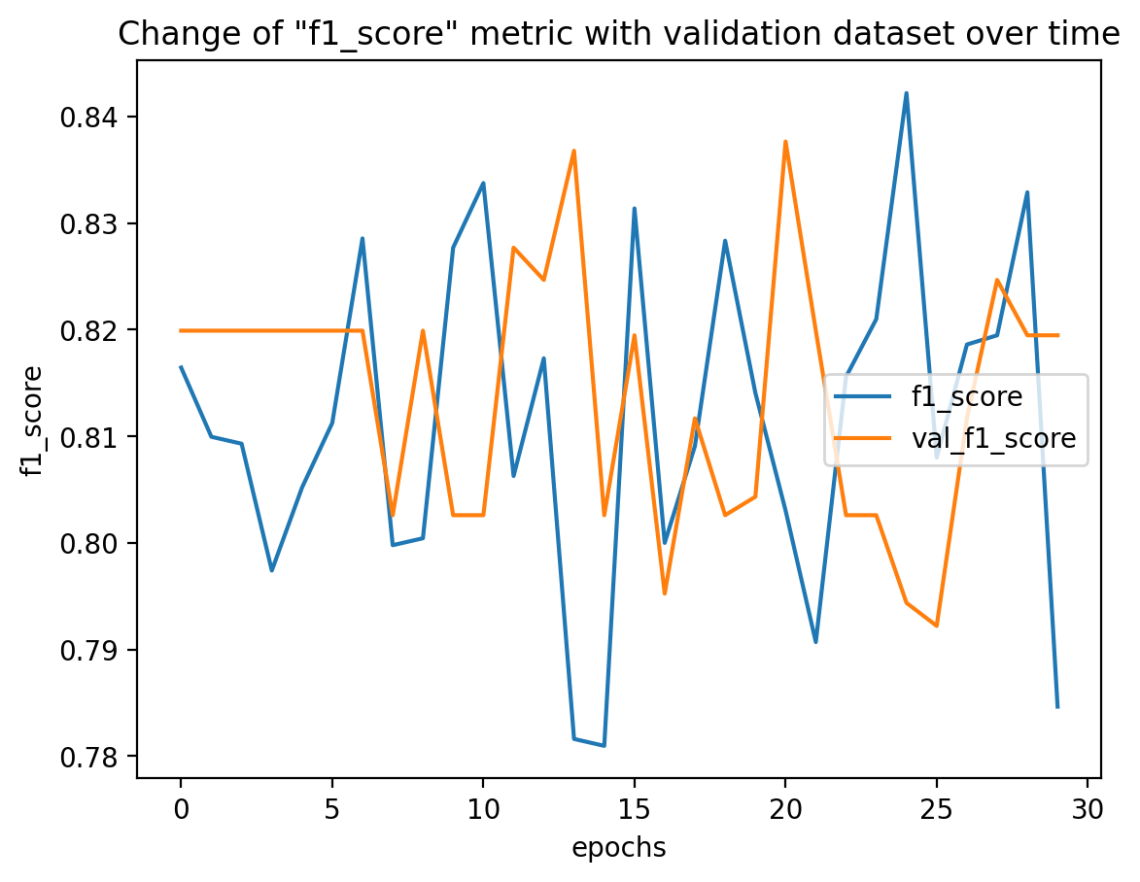 Change of "f1_score" metric with validation dataset over time
0.84
0.83
0.82
0.81
0.80
0.79
0.78
f1_score
f1_score
val_f1_score
0 5 10 15 20 25 30
epochs